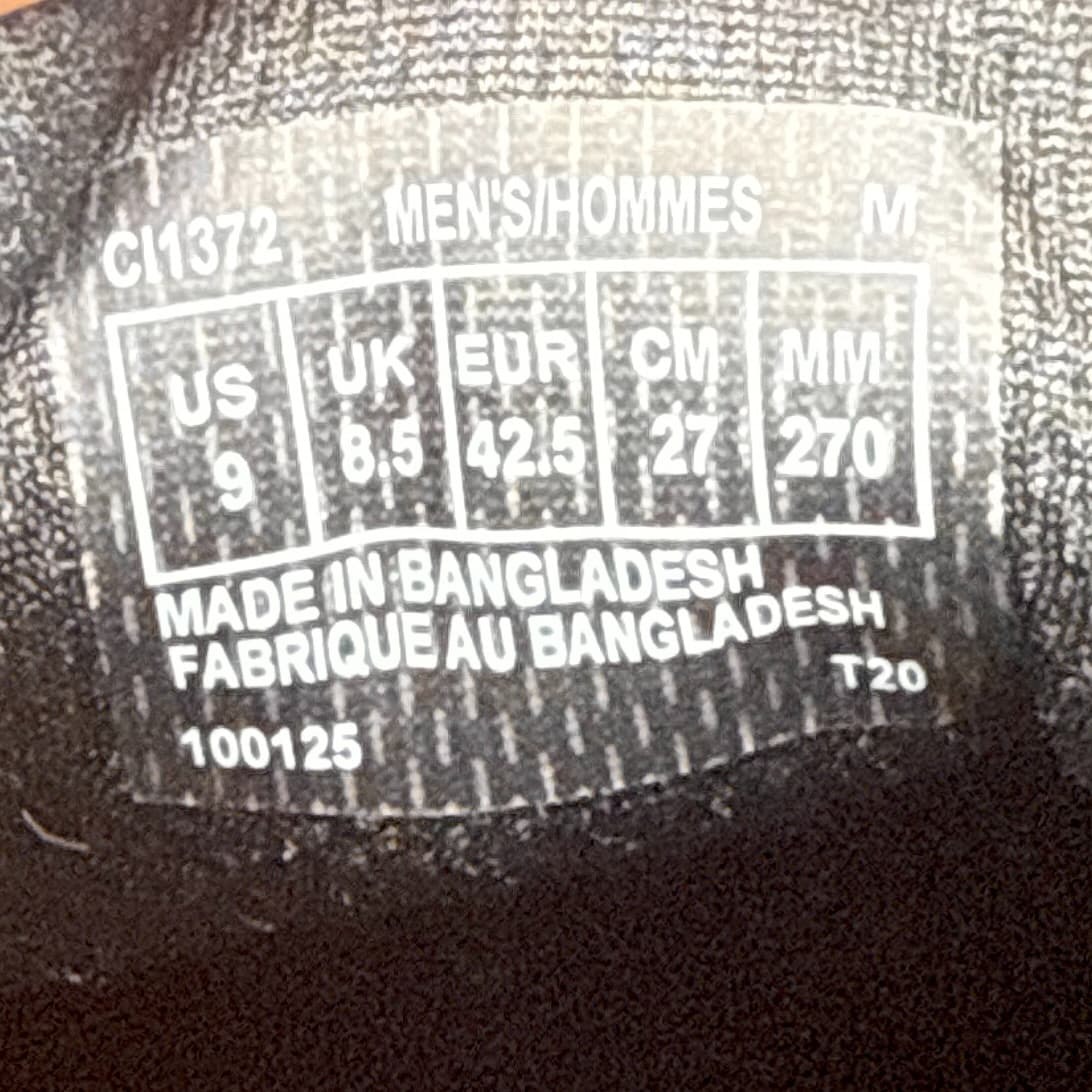 CI1372 MEN'S/HOMMES M
US UK EUR CM MM
9 8.5 42.5 27 270
MADE IN BANGLADESH
FABRIQUE AU BANGLADESH
T20
100125